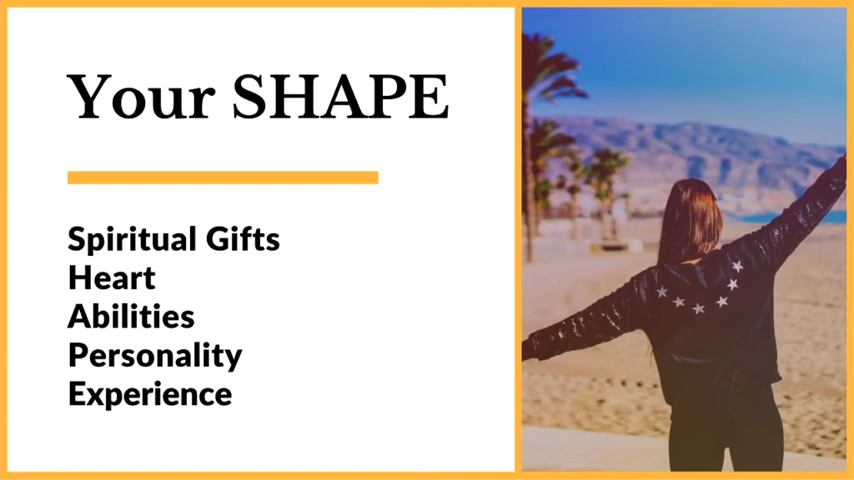 Your SHAPE
Spiritual Gifts
Heart
Abilities
Personality
Experience